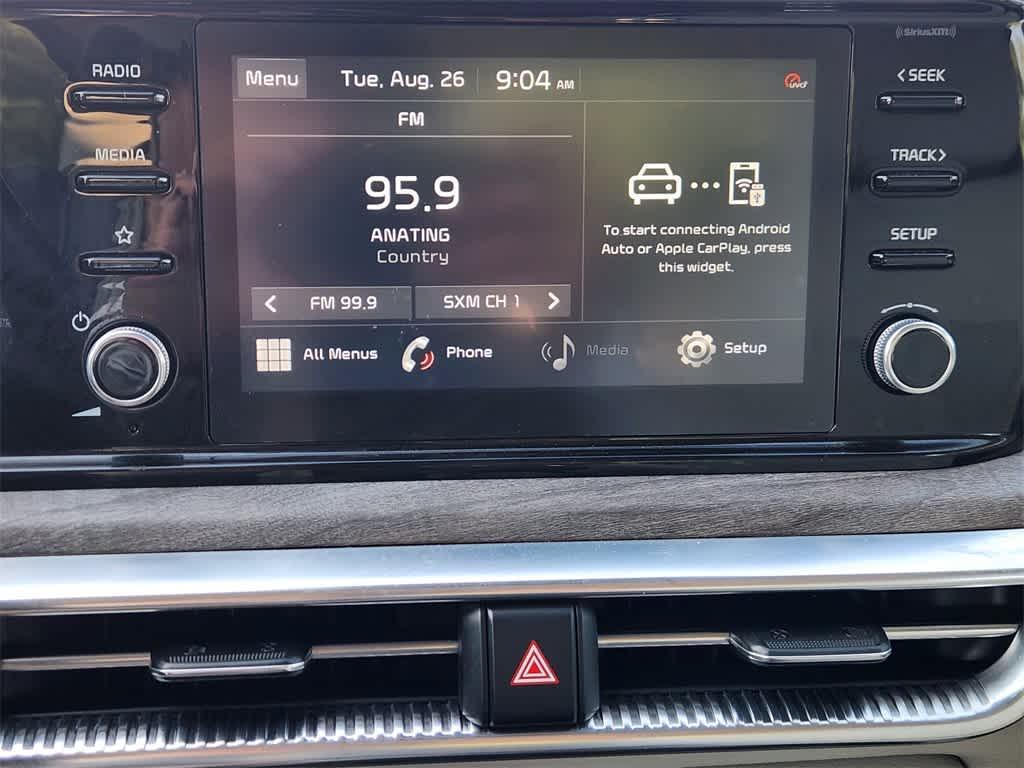 ((SiriusXM))
RADIO
MEDIA
Menu
Tue, Aug. 26
9:04 AM
UVO
FM
95.9
ANATING
Country
To start connecting Android
Auto or Apple CarPlay, press
this widget.
< FM 99.9
SXM CH 1 >
All Menus
Phone
Media
Setup
< SEEK
TRACK >
SETUP